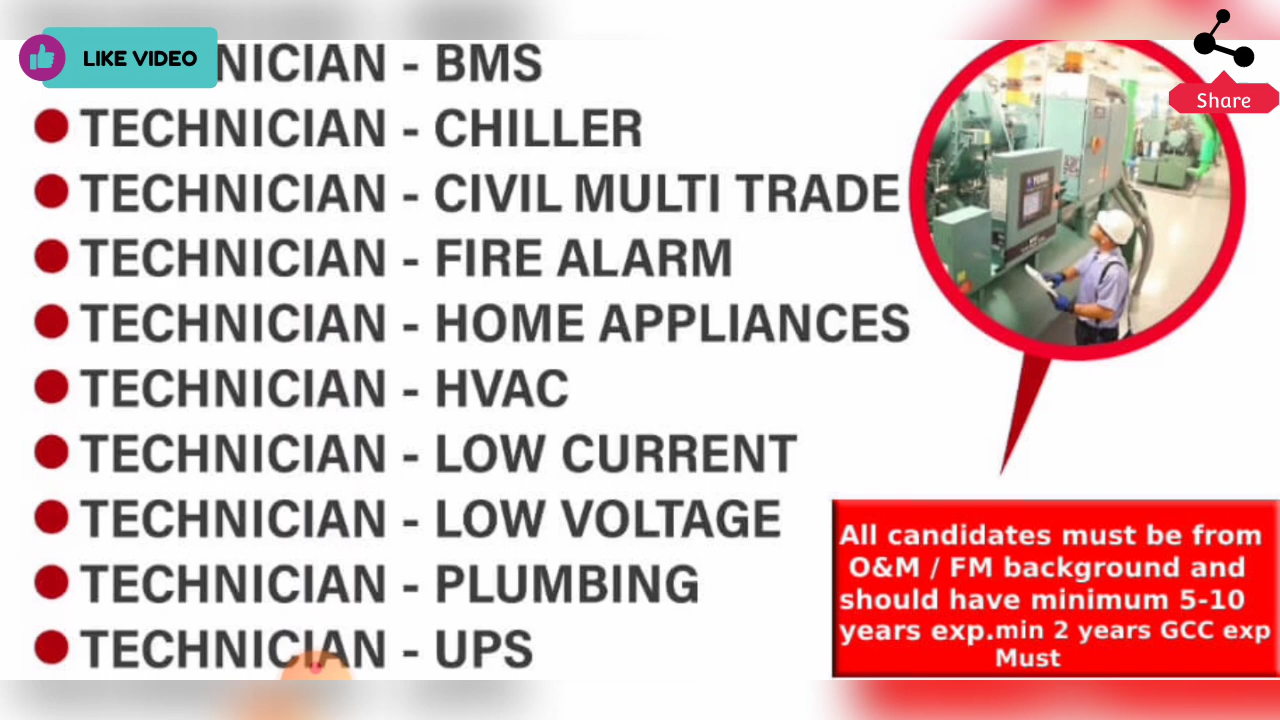 LIKE VIDEO
NICIAN - BMS
TECHNICIAN - CHILLER
TECHNICIAN - CIVIL MULTI TRADE
TECHNICIAN - FIRE ALARM
TECHNICIAN - HOME APPLIANCES
TECHNICIAN - HVAC
TECHNICIAN - LOW CURRENT
TECHNICIAN - LOW VOLTAGE
TECHNICIAN - PLUMBING
TECHNICIAN - UPS
Share
All candidates must be from
O&M / FM background and
should have minimum 5-10
years exp.min 2 years GCC exp
Must